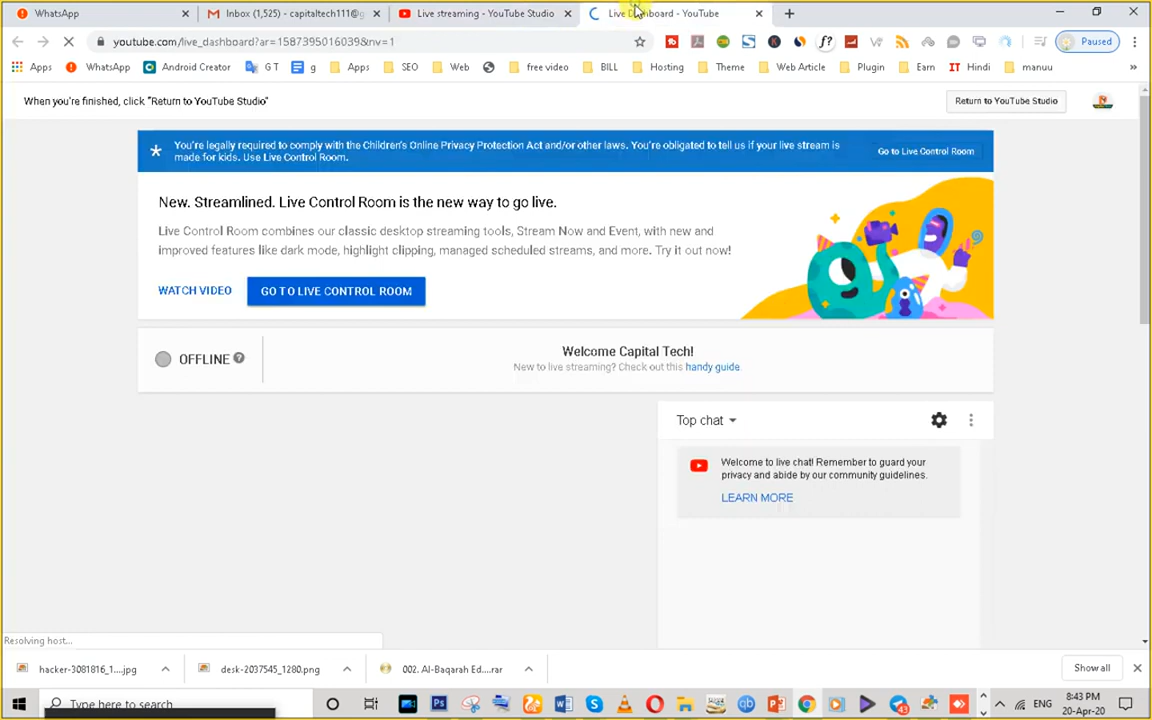 WhatsApp
Inbox (1,525) - capitaltech111@g
Live streaming - YouTube Studio
Live Dashboard - YouTube
youtube.com/live_dashboard?ar=1587395016039&nv=1
Paused
Apps
WhatsApp
Android Creator
G T
g
Apps
SEO
Web
free video
BILL
Hosting
Theme
Web Article
Plugin
Earn
IT Hindi
manuu
When you're finished, click "Return to YouTube Studio"
Return to YouTube Studio
You're legally required to comply with the Children's Online Privacy Protection Act and/or other laws. You're obligated to tell us if your live stream is
made for kids. Use Live Control Room.
Go to Live Control Room
New. Streamlined. Live Control Room is the new way to go live.
Live Control Room combines our classic desktop streaming tools, Stream Now and Event, with new and
improved features like dark mode, highlight clipping, managed scheduled streams, and more. Try it out now!
WATCH VIDEO
GO TO LIVE CONTROL ROOM
OFFLINE
Welcome Capital Tech!
New to live streaming? Check out this handy guide.
Top chat
Welcome to live chat! Remember to guard your
privacy and abide by our community guidelines.
LEARN MORE
Resolving host...
hacker-3081816_1....jpg
desk-2037545_1280.png
002. Al-Baqarah Ed....rar
Show all
Type here to search
43
ENG
8:43 PM
20-Apr-20